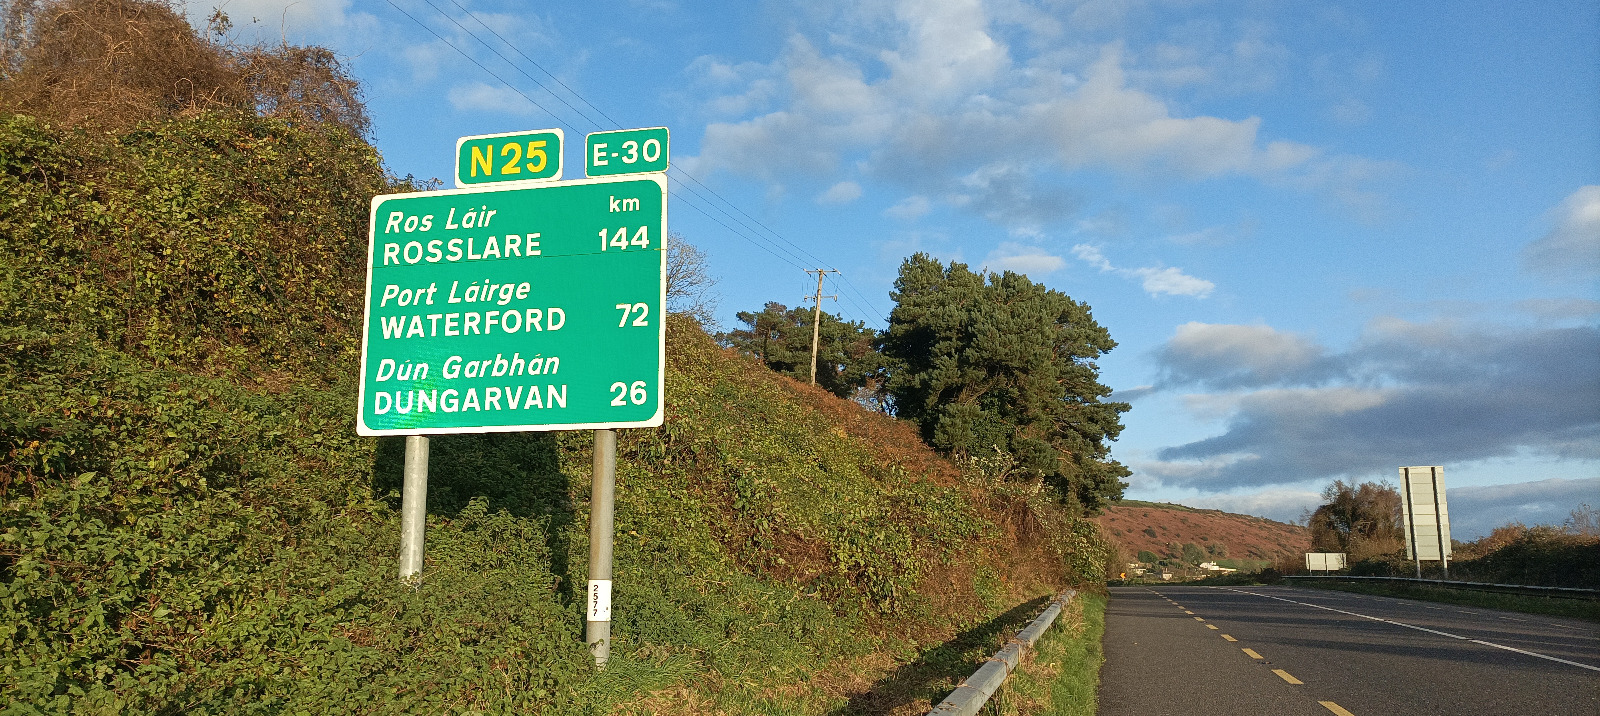 N25 E-30
km
Ros Láir
ROSSLARE 144
Port Láirge
WATERFORD 72
Dún Garbhán
DUNGARVAN 26
2577